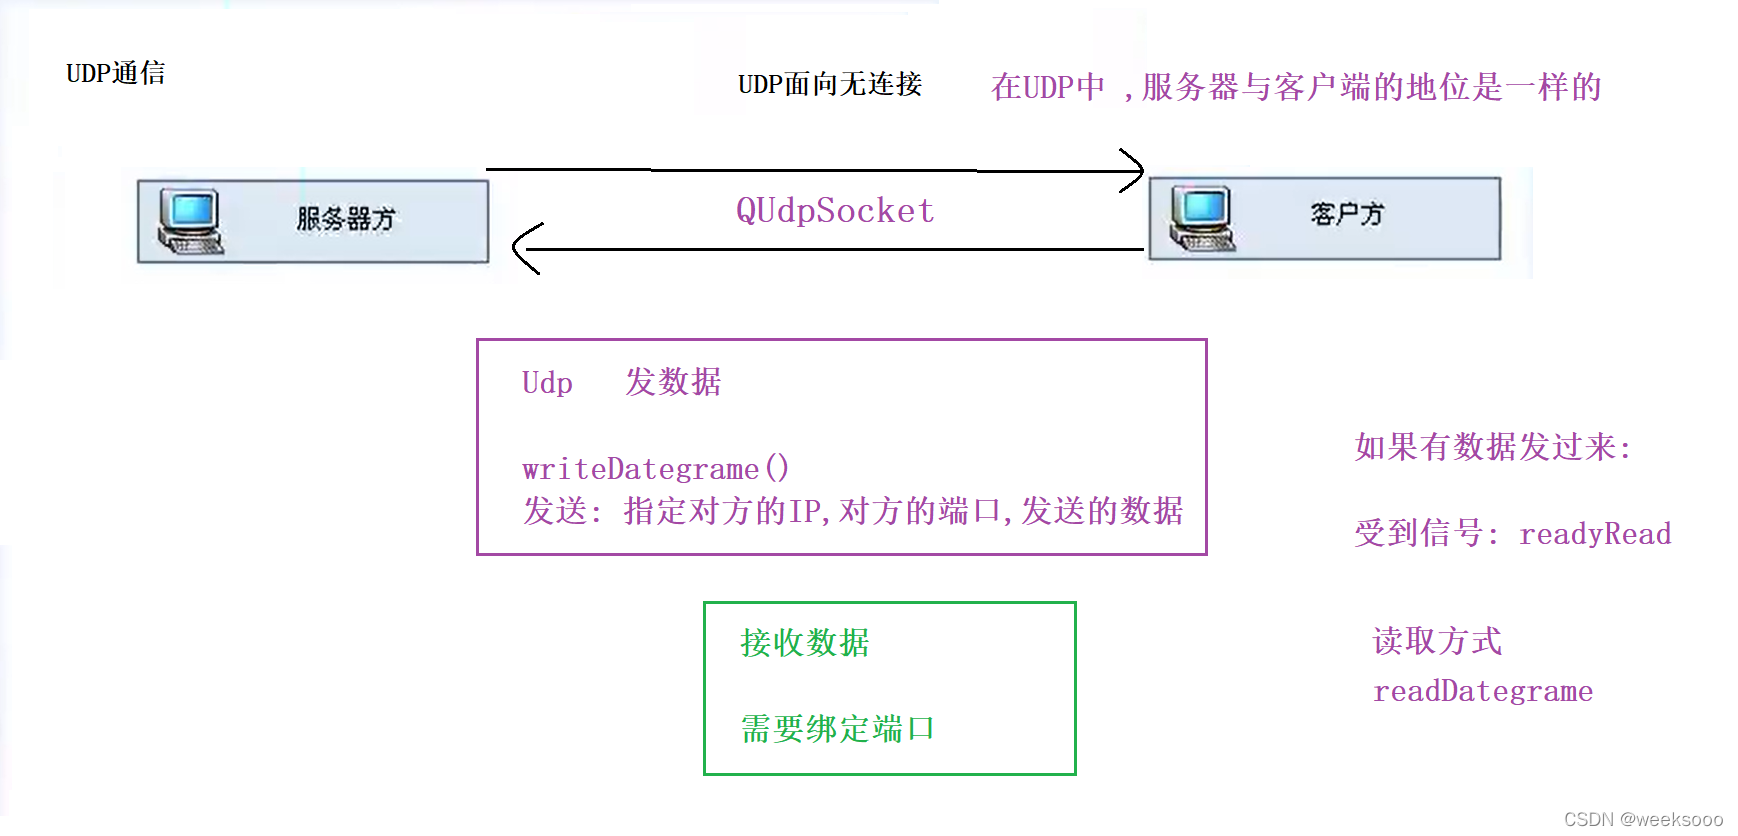 UDP通信
UDP面向无连接
在UDP中 ,服务器与客户端的地位是一样的
服务器方
QUdpSocket
客户方
Udp 发数据
writeDategrame()
发送: 指定对方的IP,对方的端口,发送的数据
如果有数据发过来:
受到信号: readyRead
接收数据
需要绑定端口
读取方式
readDategrame
CSDN @weeksooo